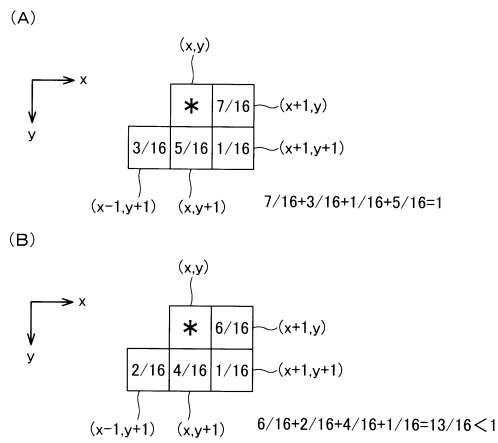 (A)
(x,y)
x
y
* 7/16 (x+1,y)
3/16 5/16 1/16 (x+1,y+1)
(x-1,y+1) (x,y+1) 7/16+3/16+1/16+5/16=1
(B)
(x,y)
x
y
* 6/16 (x+1,y)
2/16 4/16 1/16 (x+1,y+1)
(x-1,y+1) (x,y+1) 6/16+2/16+4/16+1/16=13/16<1